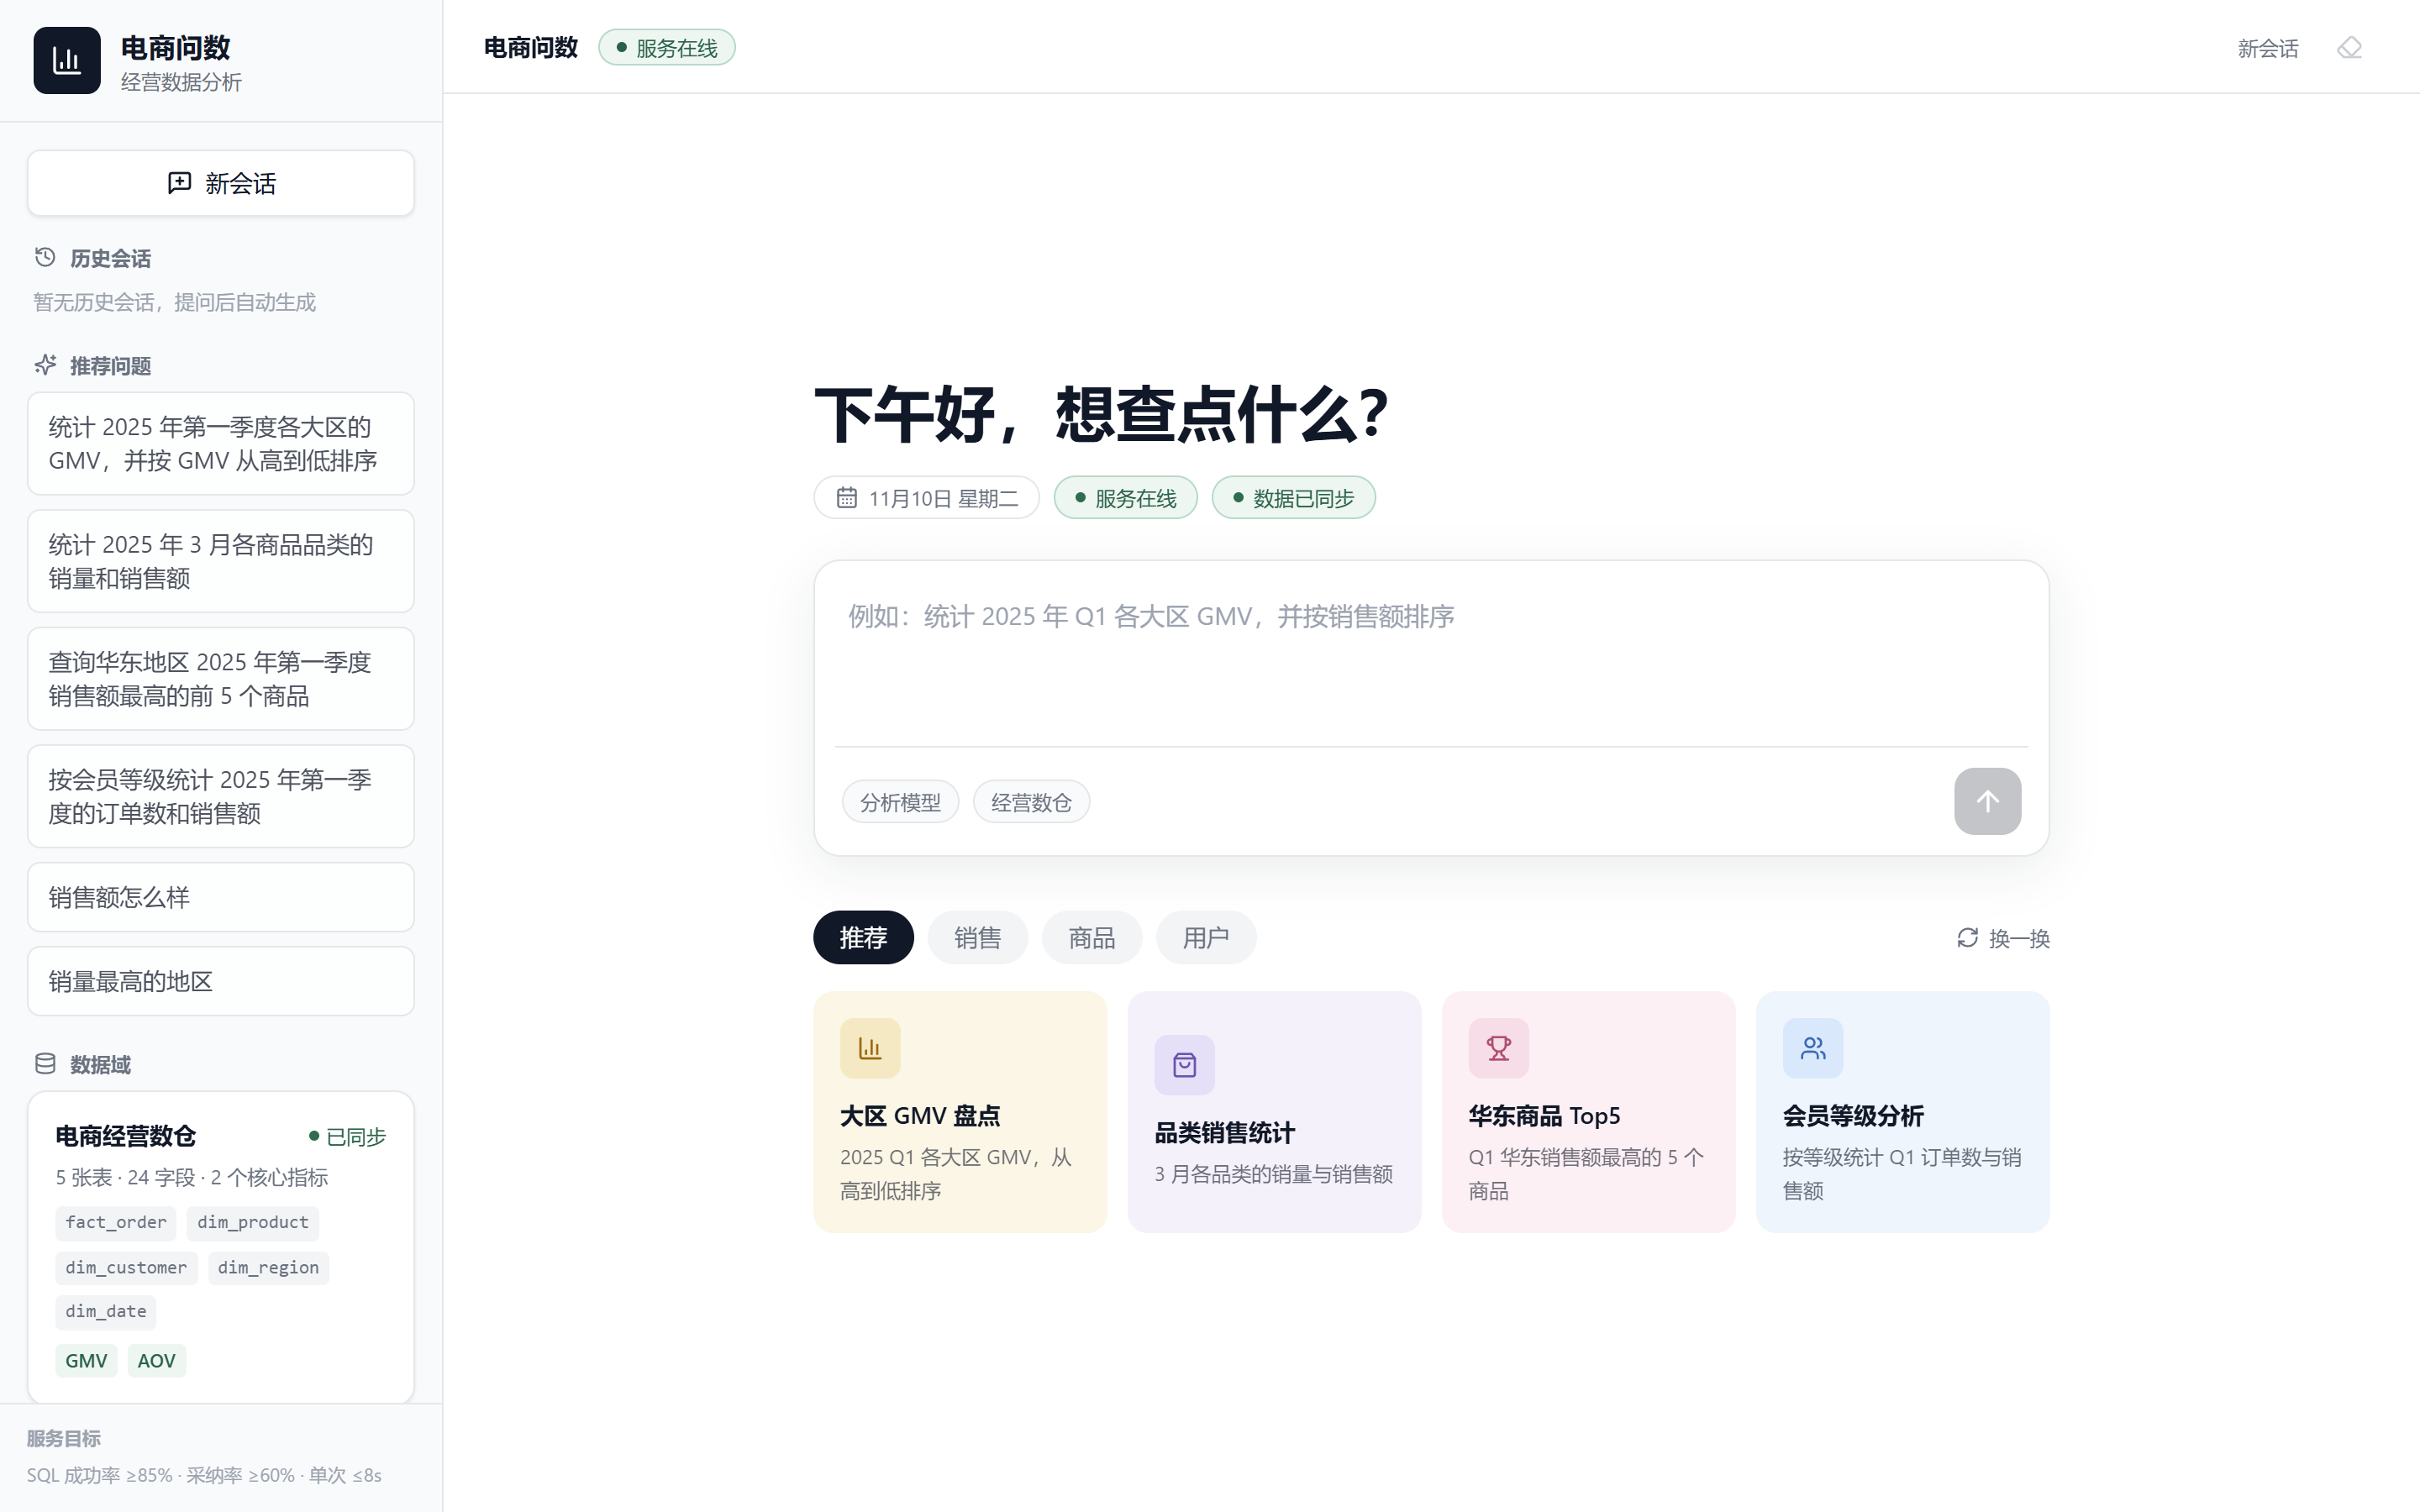 电商问数
经营数据分析
新会话
历史会话
暂无历史会话，提问后自动生成
推荐问题
统计 2025 年第一季度各大区的
GMV，并按 GMV 从高到低排序
统计 2025 年 3 月各商品品类的
销量和销售额
查询华东地区 2025 年第一季度
销售额最高的前 5 个商品
按会员等级统计 2025 年第一季
度的订单数和销售额
销售额怎么样
销量最高的地区
数据域
电商经营数仓 已同步
5 张表 · 24 字段 · 2 个核心指标
fact_order dim_product
dim_customer dim_region
dim_date
GMV AOV
服务目标
SQL 成功率 ≥85% · 采纳率 ≥60% · 单次 ≤8s
电商问数 服务在线 新会话
下午好，想查点什么？
11月10日 星期二 服务在线 数据已同步
例如：统计 2025 年 Q1 各大区 GMV，并按销售额排序
分析模型 经营数仓
推荐 销售 商品 用户 换一换
大区 GMV 盘点
2025 Q1 各大区 GMV，从
高到低排序
品类销售统计
3 月各品类的销量与销售额
华东商品 Top5
Q1 华东销售额最高的 5 个
商品
会员等级分析
按等级统计 Q1 订单数与销
售额